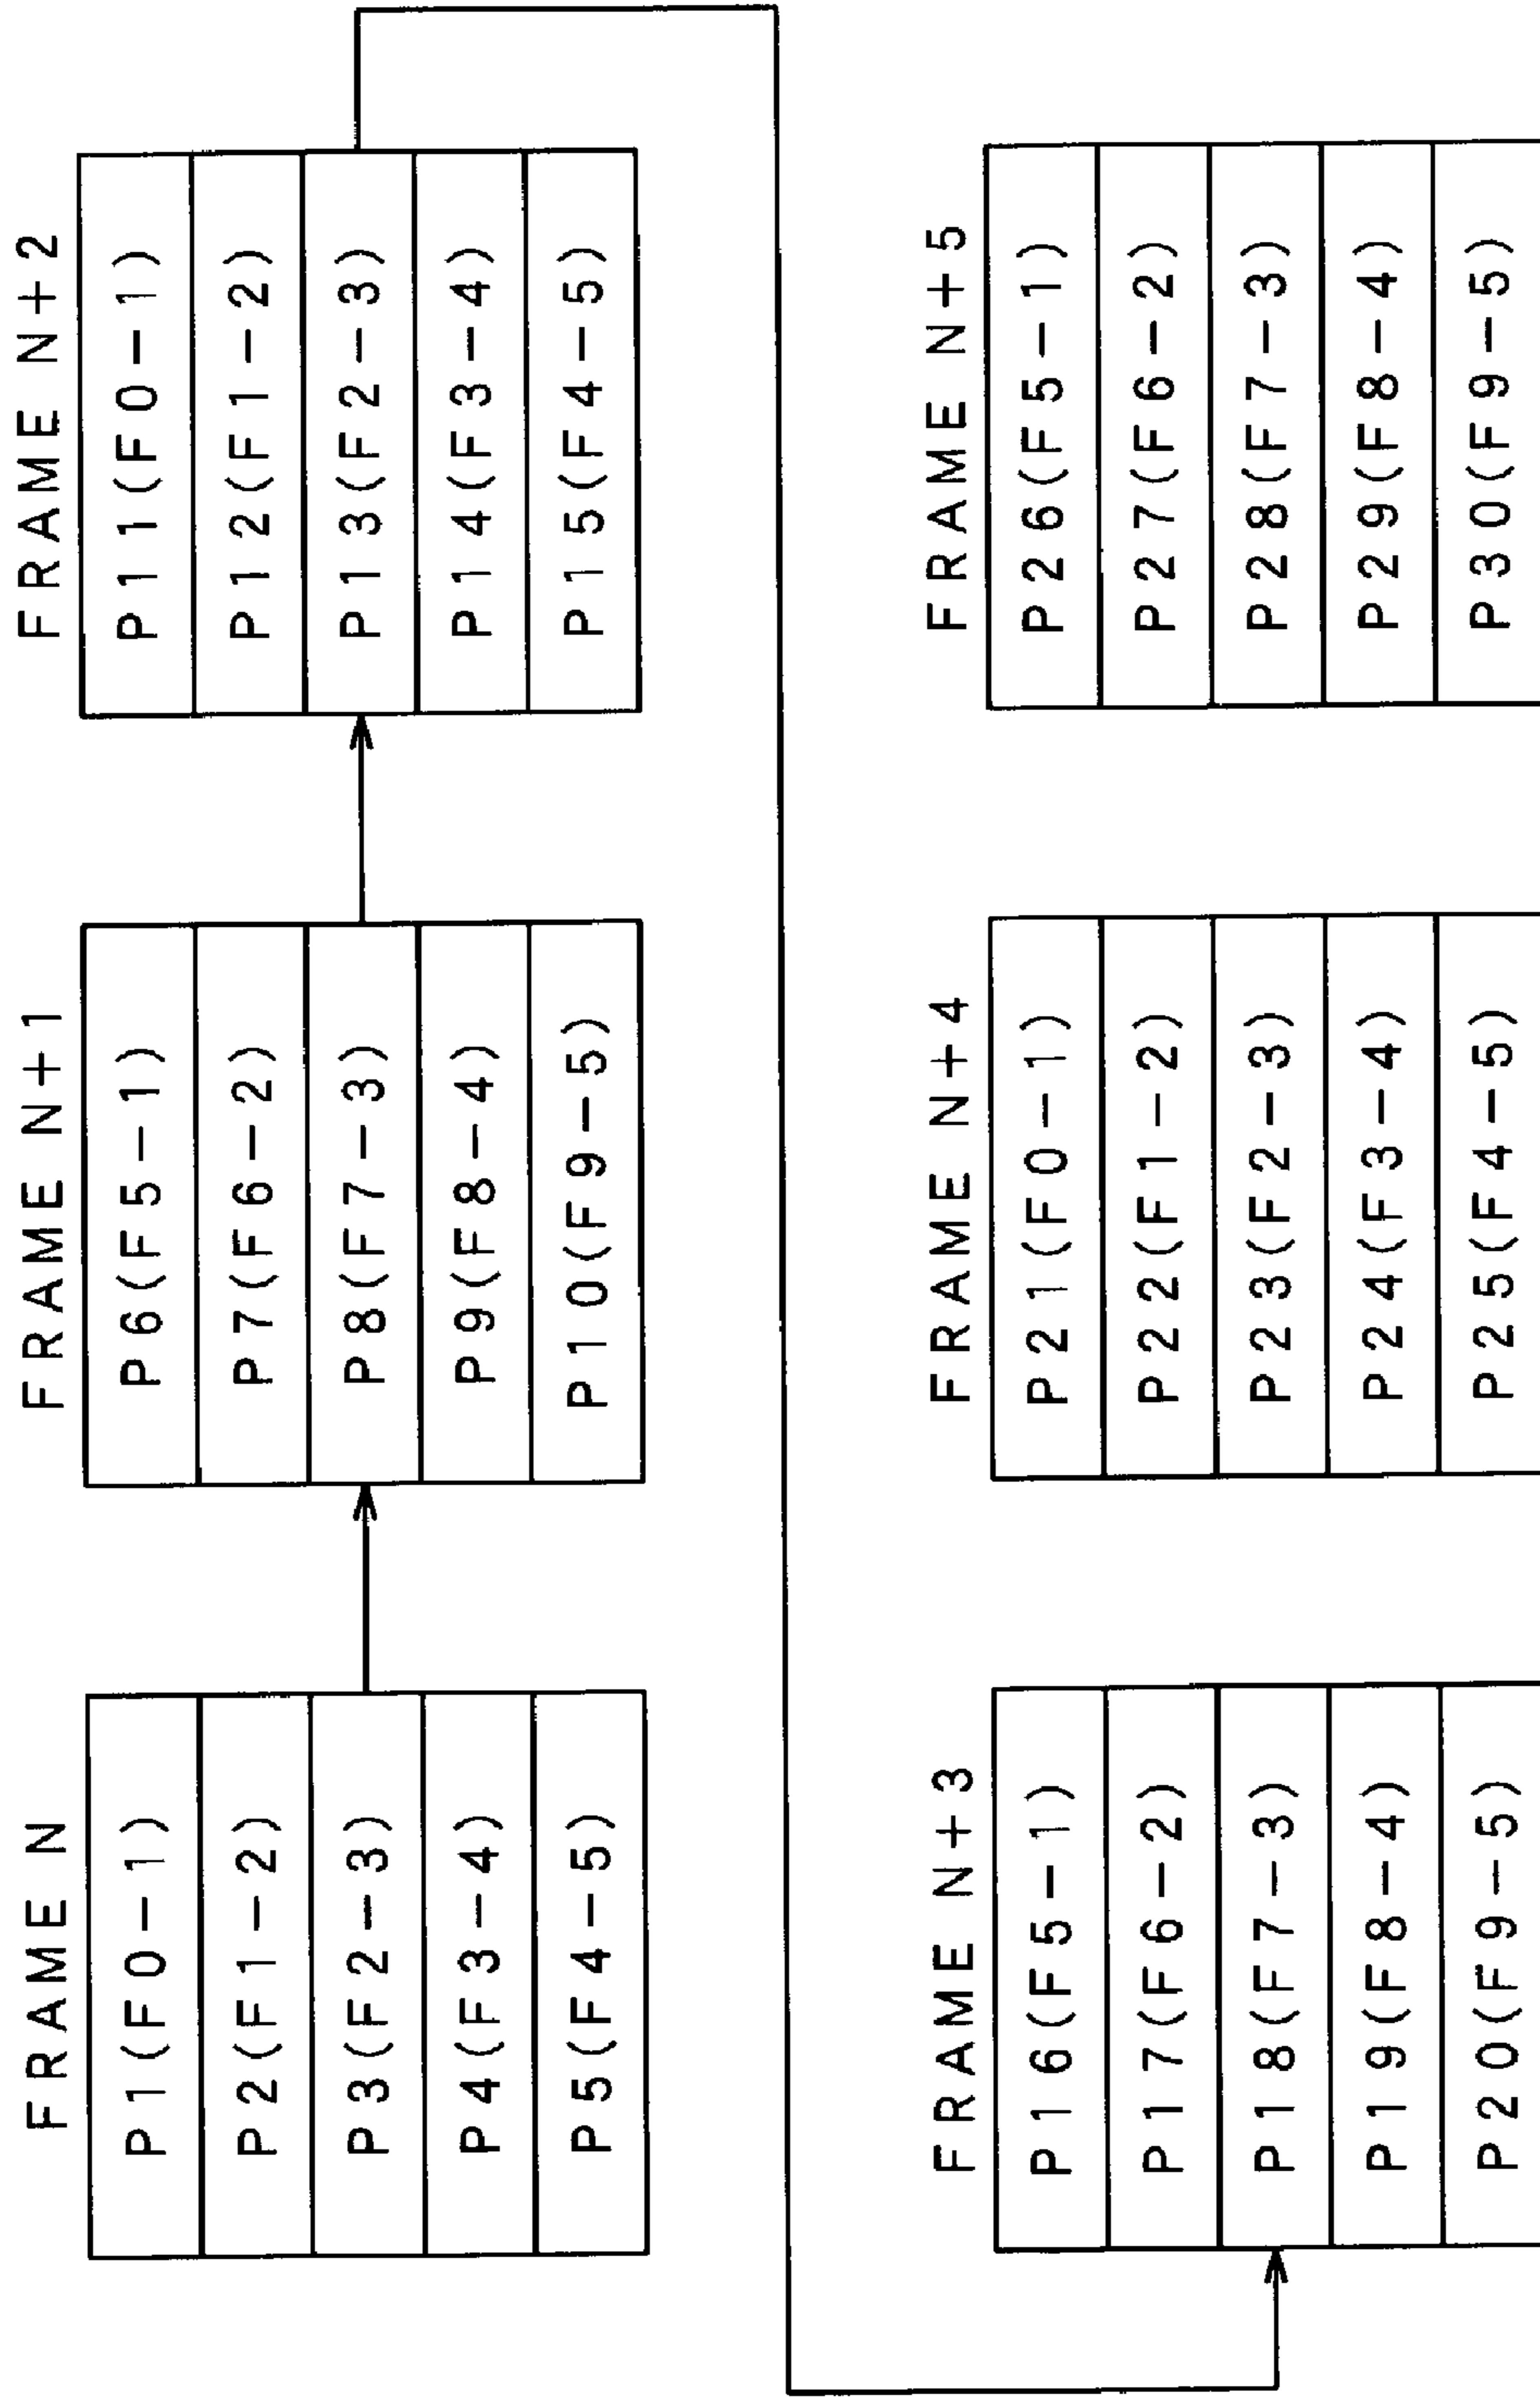 FRAME N
P1(F0-1)
P2(F1-2)
P3(F2-3)
P4(F3-4)
P5(F4-5)
FRAME N+1
P6(F5-1)
P7(F6-2)
P8(F7-3)
P9(F8-4)
P10(F9-5)
FRAME N+2
P11(F0-1)
P12(F1-2)
P13(F2-3)
P14(F3-4)
P15(F4-5)
FRAME N+3
P16(F5-1)
P17(F6-2)
P18(F7-3)
P19(F8-4)
P20(F9-5)
FRAME N+4
P21(F0-1)
P22(F1-2)
P23(F2-3)
P24(F3-4)
P25(F4-5)
FRAME N+5
P26(F5-1)
P27(F6-2)
P28(F7-3)
P29(F8-4)
P30(F9-5)